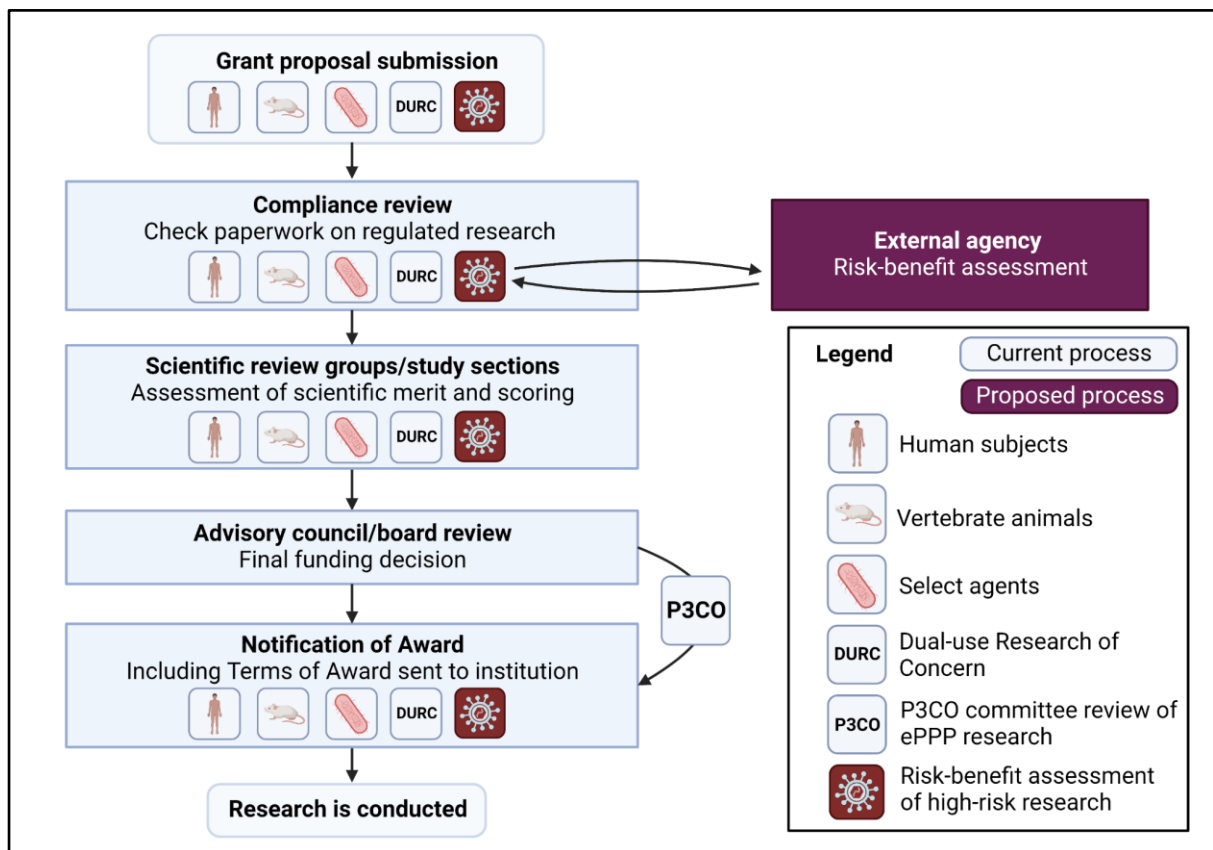 Grant proposal submission
DURC
Compliance review
Check paperwork on regulated research
DURC
External agency
Risk-benefit assessment
Scientific review groups/study sections
Assessment of scientific merit and scoring
DURC
Advisory council/board review
Final funding decision
P3CO
Notification of Award
Including Terms of Award sent to institution
DURC
Research is conducted
Legend
Current process
Proposed process
Human subjects
Vertebrate animals
Select agents
DURC
Dual-use Research of
Concern
P3CO
P3CO committee review of
ePPP research
Risk-benefit assessment
of high-risk research